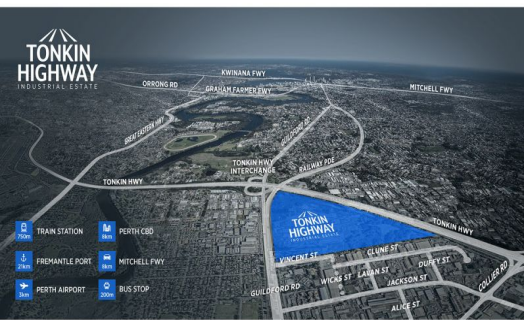 TONKIN
HIGHWAY
INDUSTRIAL ESTATE
KWINANA FWY
ORRONG RD
GRAHAM FARMER FWY
MITCHELL FWY
GREAT EASTERN HWY
GUILDFORD RD
TONKIN HWY
INTERCHANGE
RAILWAY PDE
TONKIN HWY
TONKIN
HIGHWAY
INDUSTRIAL ESTATE
TONKIN HWY
750m TRAIN STATION
8km PERTH CBD
21km FREMANTLE PORT
8km MITCHELL FWY
3km PERTH AIRPORT
200m BUS STOP
VINCENT ST
CLUNE ST
WICKS ST
LAVAN ST
DUFFY ST
GUILDFORD RD
JACKSON ST
COLLIER RD
ALICE ST